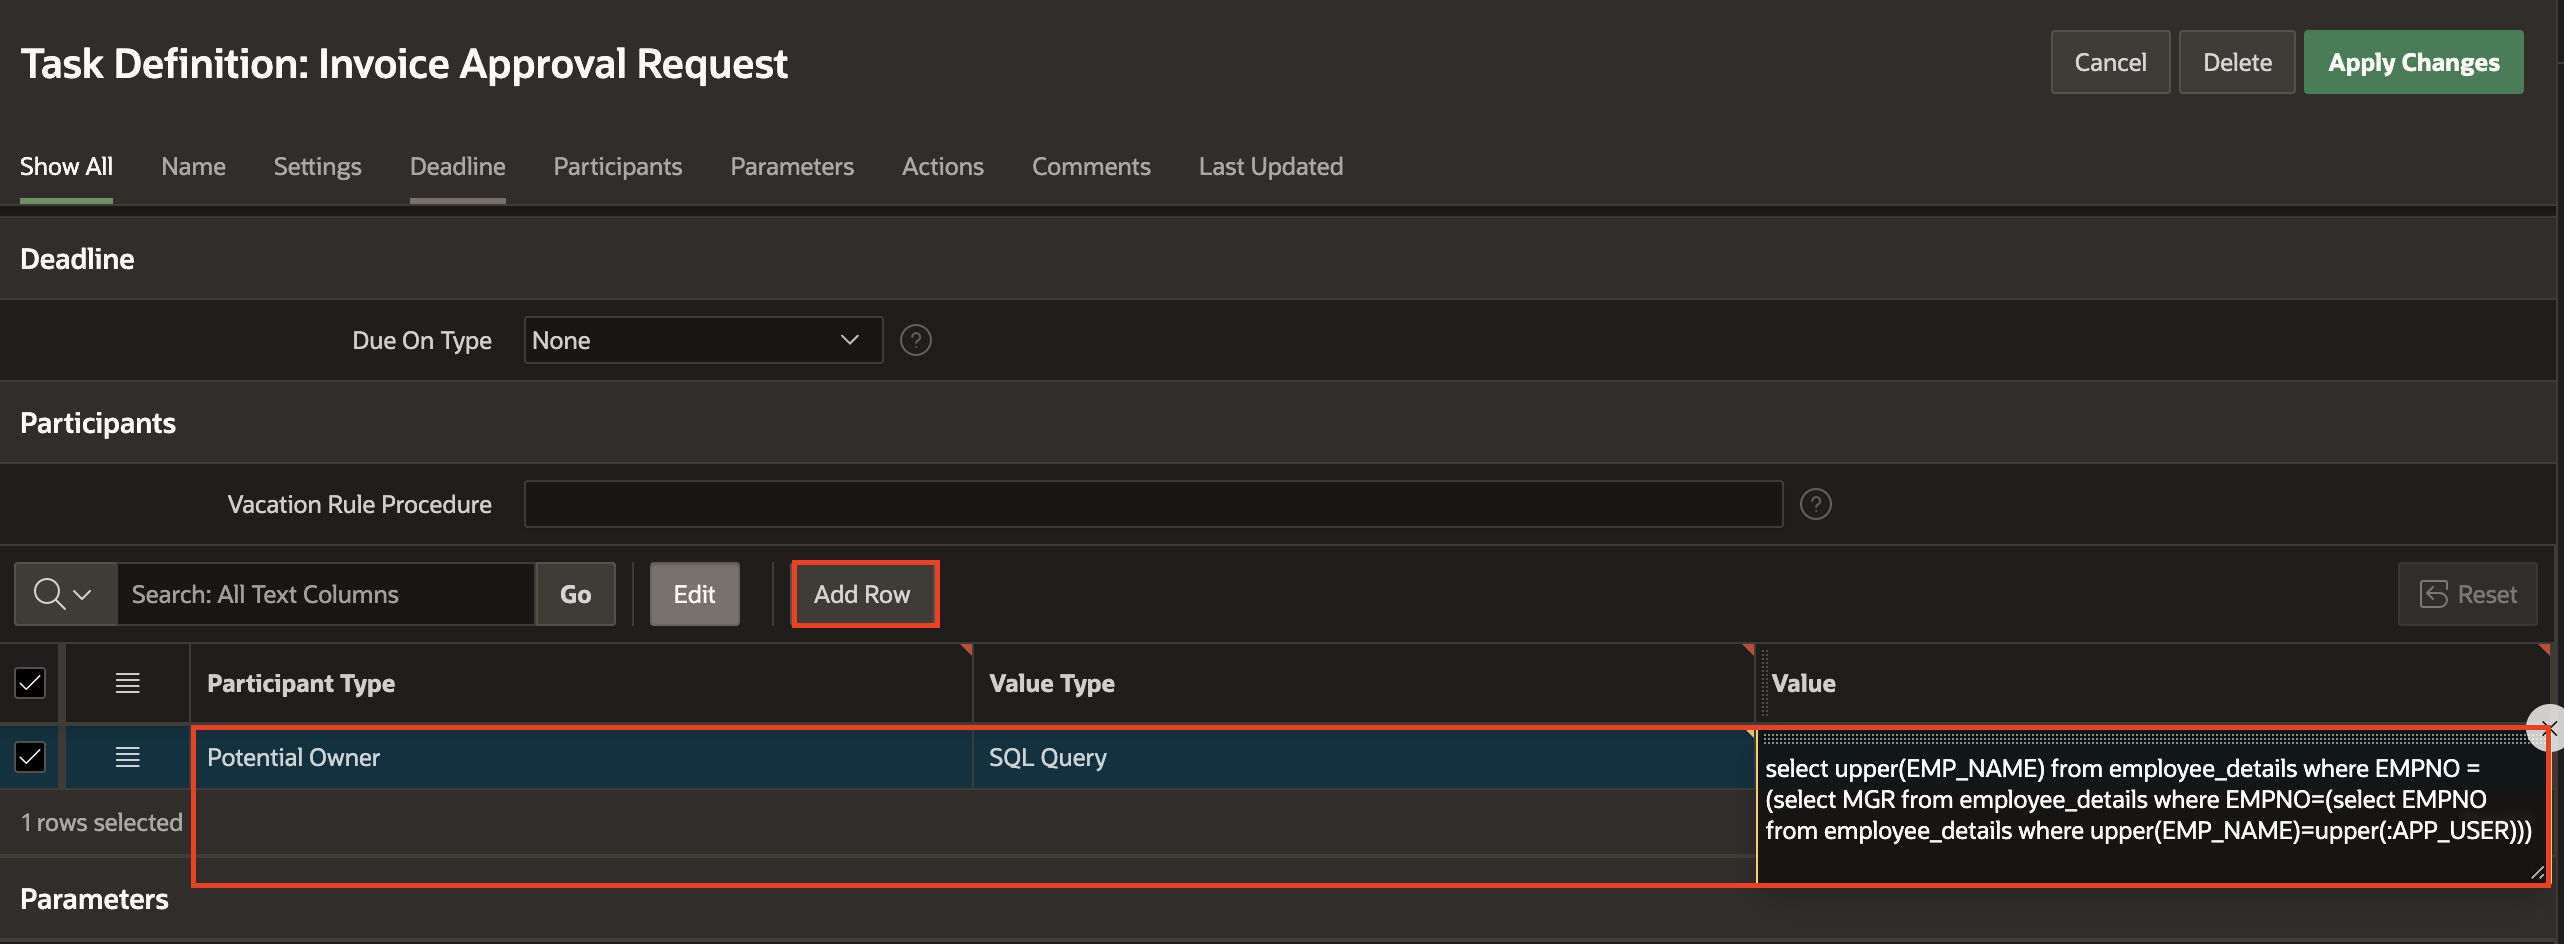 Task Definition: Invoice Approval Request
Cancel
Delete
Apply Changes
Show All
Name
Settings
Deadline
Participants
Parameters
Actions
Comments
Last Updated
Deadline
Due On Type
None
?
Participants
Vacation Rule Procedure
?
Search: All Text Columns
Go
Edit
Add Row
Reset
Participant Type
Value Type
Value
Potential Owner
SQL Query
select upper(EMP_NAME) from employee_details where EMPNO =
(select MGR from employee_details where EMPNO=(select EMPNO
from employee_details where upper(EMP_NAME)=upper(:APP_USER)))
1 rows selected
Parameters